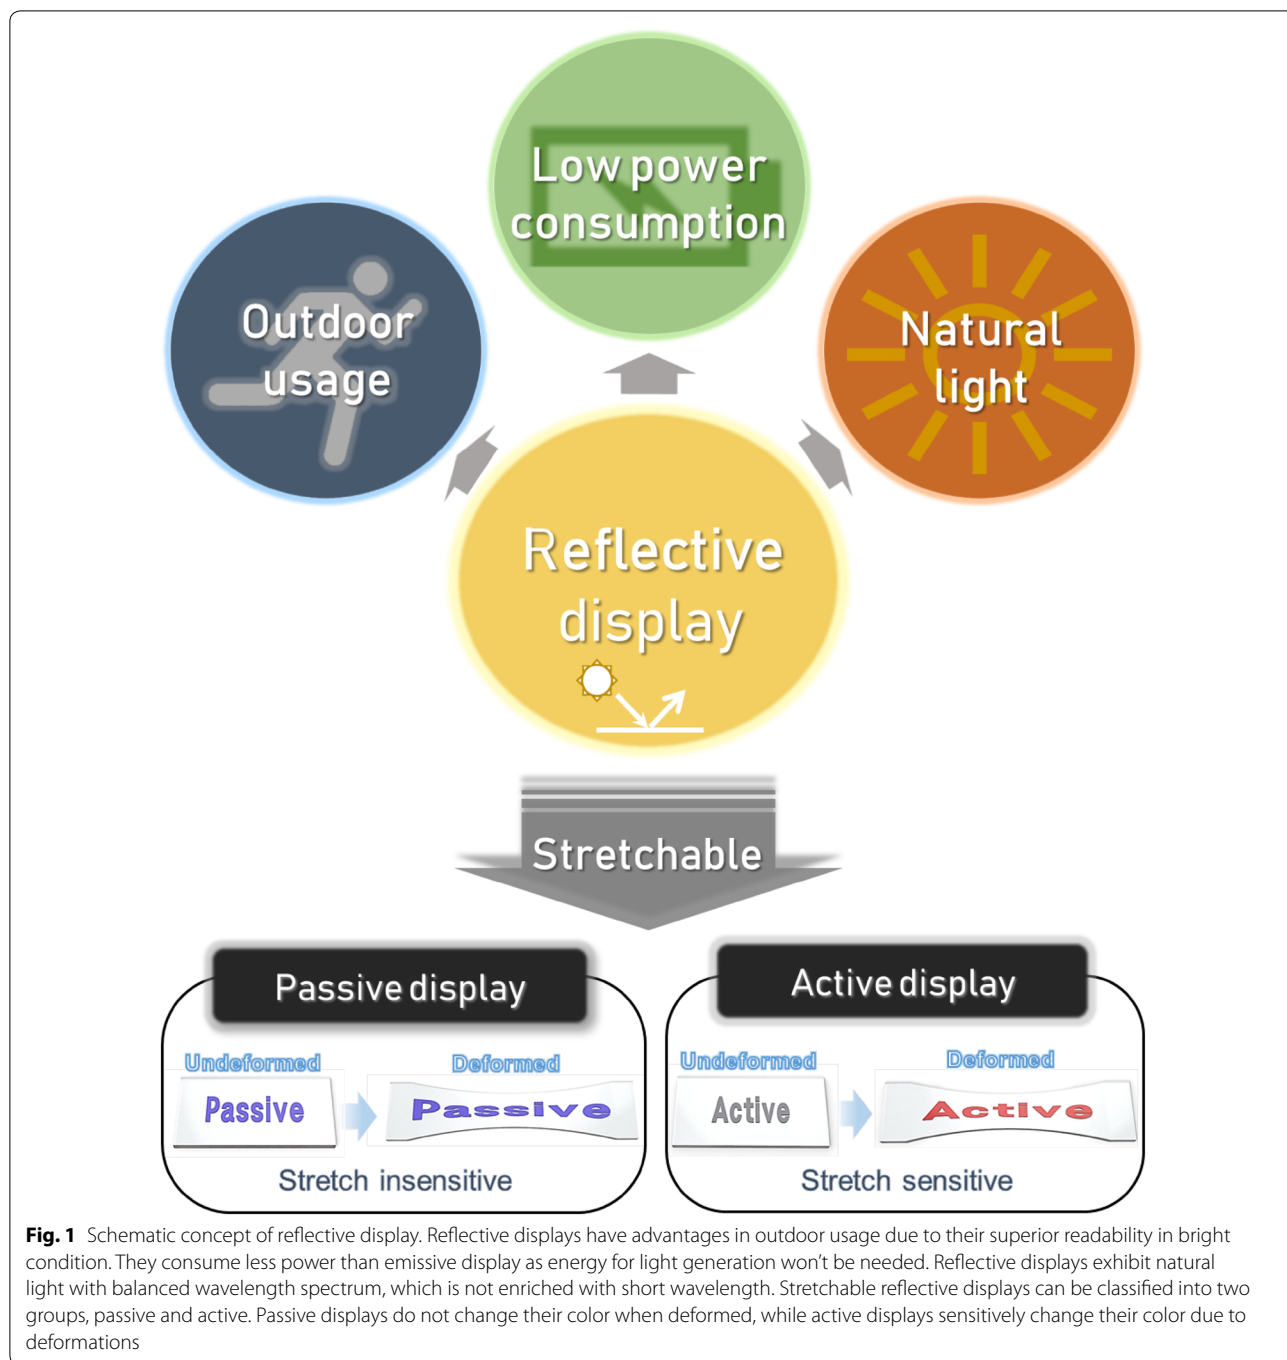 Low power
consumption
Outdoor
usage
Natural
light
Reflective
display
Stretchable
Passive display
Undeformed
Deformed
Passive
Passive
Stretch insensitive
Active display
Undeformed
Deformed
Active
Active
Stretch sensitive
Fig. 1 Schematic concept of reflective display. Reflective displays have advantages in outdoor usage due to their superior readability in bright
condition. They consume less power than emissive display as energy for light generation won't be needed. Reflective displays exhibit natural
light with balanced wavelength spectrum, which is not enriched with short wavelength. Stretchable reflective displays can be classified into two
groups, passive and active. Passive displays do not change their color when deformed, while active displays sensitively change their color due to
deformations